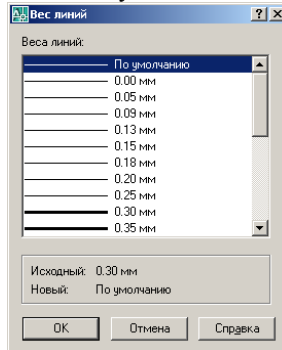 Вес линий
Веса линий:
По умолчанию
0.00 мм
0.05 мм
0.09 мм
0.13 мм
0.15 мм
0.18 мм
0.20 мм
0.25 мм
0.30 мм
0.35 мм
Исходный: 0.30 мм
Новый: По умолчанию
OK Отмена Справка